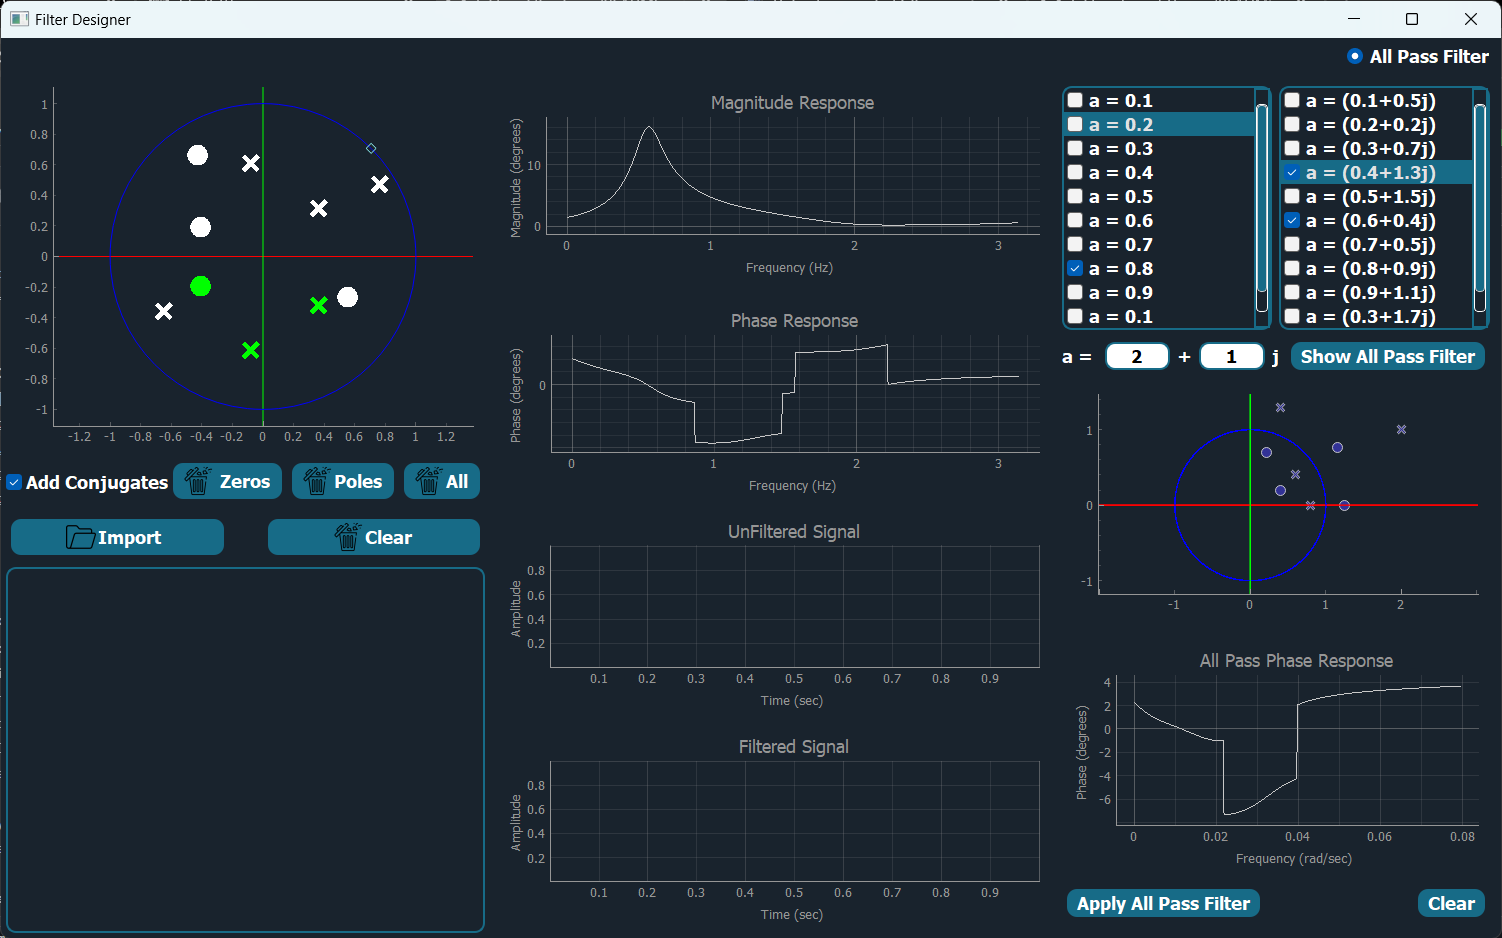 Filter Designer
All Pass Filter
1
0.8
0.6
0.4
0.2
0
-0.2
-0.4
-0.6
-0.8
-1
-1.2 -1 -0.8 -0.6 -0.4 -0.2 0 0.2 0.4 0.6 0.8 1 1.2
Add Conjugates
Zeros
Poles
All
Import
Clear
Magnitude Response
Magnitude (degrees)
10
0
0 1 2 3
Frequency (Hz)
Phase Response
Phase (degrees)
0
0 1 2 3
Frequency (Hz)
UnFiltered Signal
Amplitude
0.8
0.6
0.4
0.2
0.1 0.2 0.3 0.4 0.5 0.6 0.7 0.8 0.9
Time (sec)
Filtered Signal
Amplitude
0.8
0.6
0.4
0.2
0.1 0.2 0.3 0.4 0.5 0.6 0.7 0.8 0.9
Time (sec)
a = 0.1
a = 0.2
a = 0.3
a = 0.4
a = 0.5
a = 0.6
a = 0.7
a = 0.8
a = 0.9
a = 0.1
a = (0.1+0.5j)
a = (0.2+0.2j)
a = (0.3+0.7j)
a = (0.4+1.3j)
a = (0.5+1.5j)
a = (0.6+0.4j)
a = (0.7+0.5j)
a = (0.8+0.9j)
a = (0.9+1.1j)
a = (0.3+1.7j)
a = 2 + 1 j Show All Pass Filter
1
0
-1
-1 0 1 2
All Pass Phase Response
Phase (degrees)
4
2
0
-2
-4
-6
0 0.02 0.04 0.06 0.08
Frequency (rad/sec)
Apply All Pass Filter
Clear